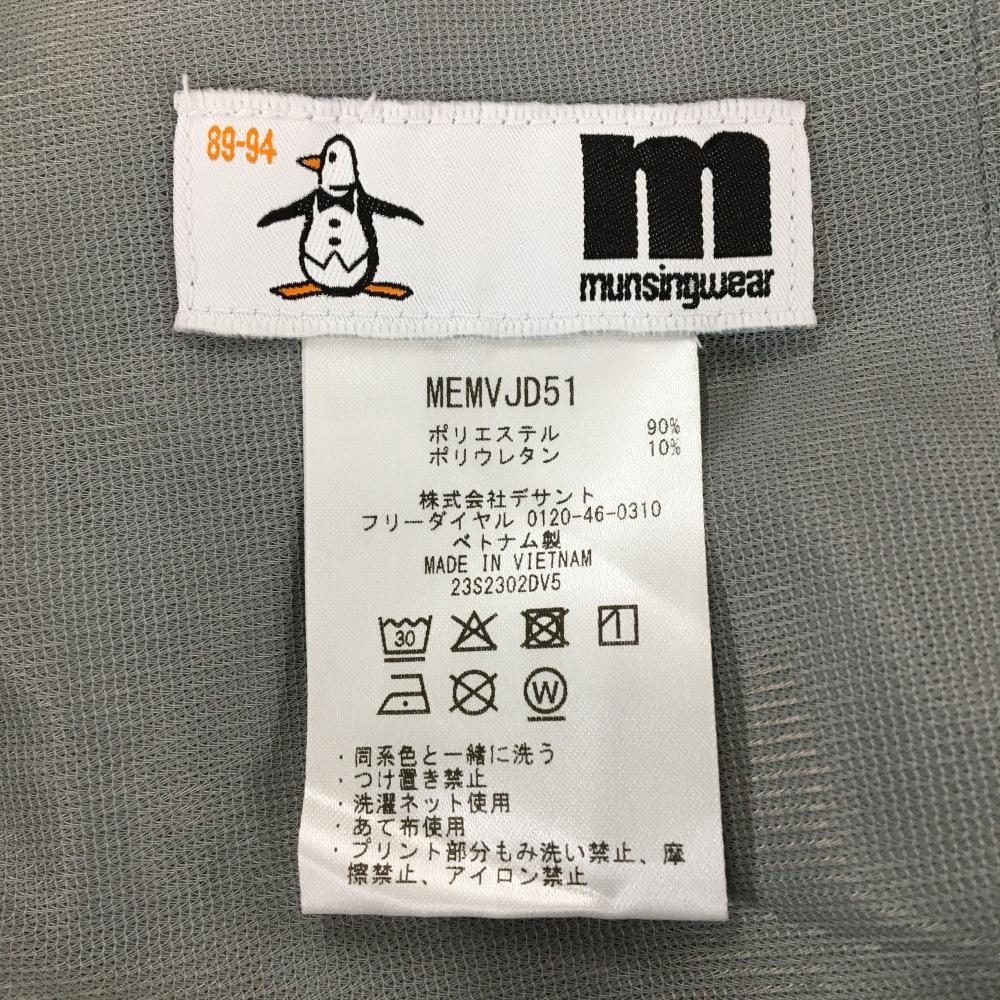 89-94
m
munsingwear
MEMVJD51
ポリエステル 90%
ポリウレタン 10%
株式会社デサント
フリーダイヤル 0120-46-0310
ベトナム製
MADE IN VIETNAM
23S2302DV5
30
W
・同系色と一緒に洗う
・つけ置き禁止
・洗濯ネット使用
・あて布使用
・プリント部分もみ洗い禁止、摩
擦禁止、アイロン禁止